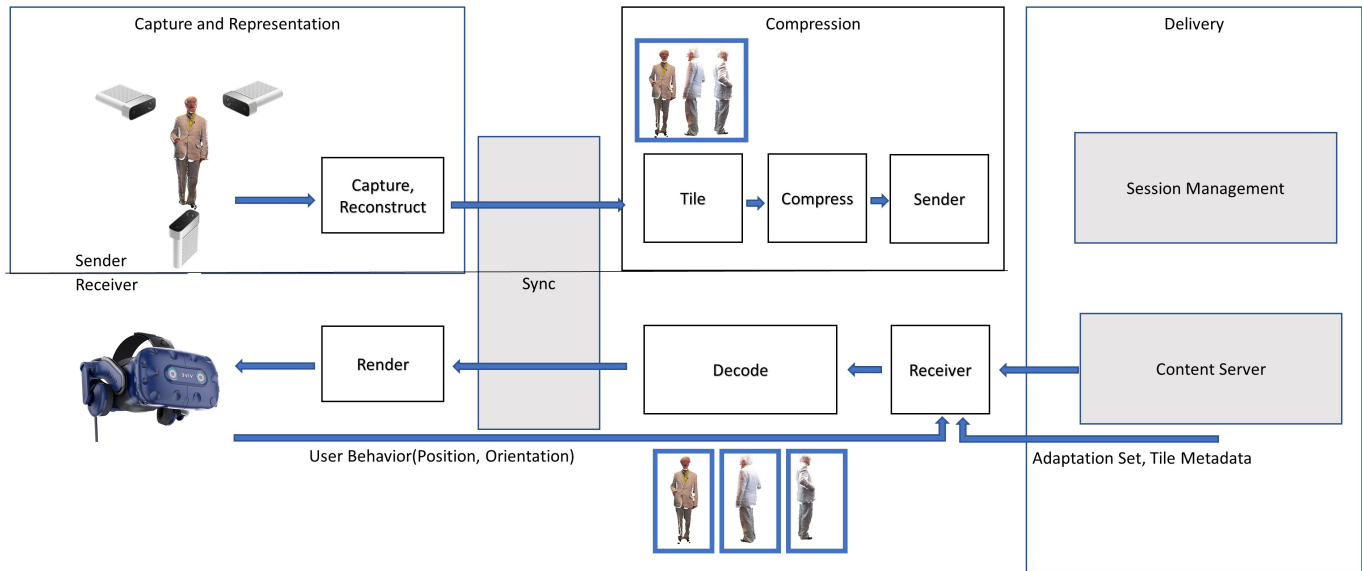 Capture and Representation
Compression
Delivery
Capture,
Reconstruct
Tile
Compress
Sender
Session Management
Sender
Receiver
Sync
Render
Decode
Receiver
Content Server
User Behavior(Position, Orientation)
Adaptation Set, Tile Metadata